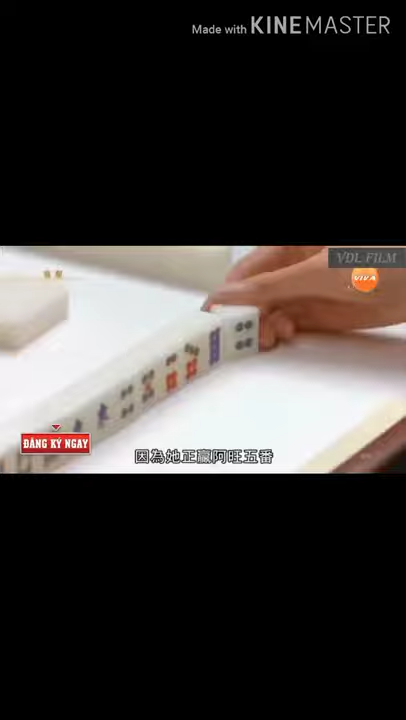 Made with KINEMASTER
VDL FILM
VIVA
ĐĂNG KÝ NGAY
因為她正贏阿旺五番